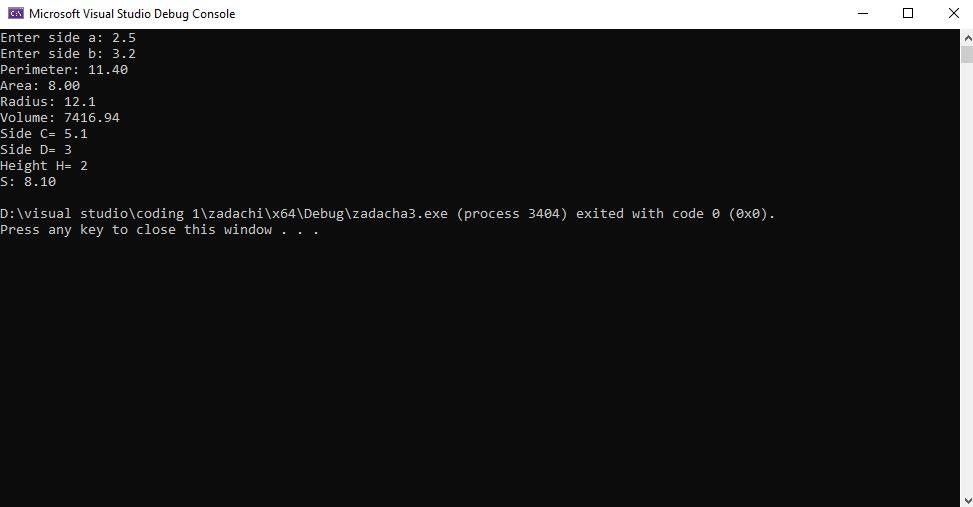 Microsoft Visual Studio Debug Console
Enter side a: 2.5
Enter side b: 3.2
Perimeter: 11.40
Area: 8.00
Radius: 12.1
Volume: 7416.94
Side C= 5.1
Side D= 3
Height H= 2
S: 8.10
D:\visual studio\coding 1\zadachi\x64\Debug\zadacha3.exe (process 3404) exited with code 0 (0x0).
Press any key to close this window . . .